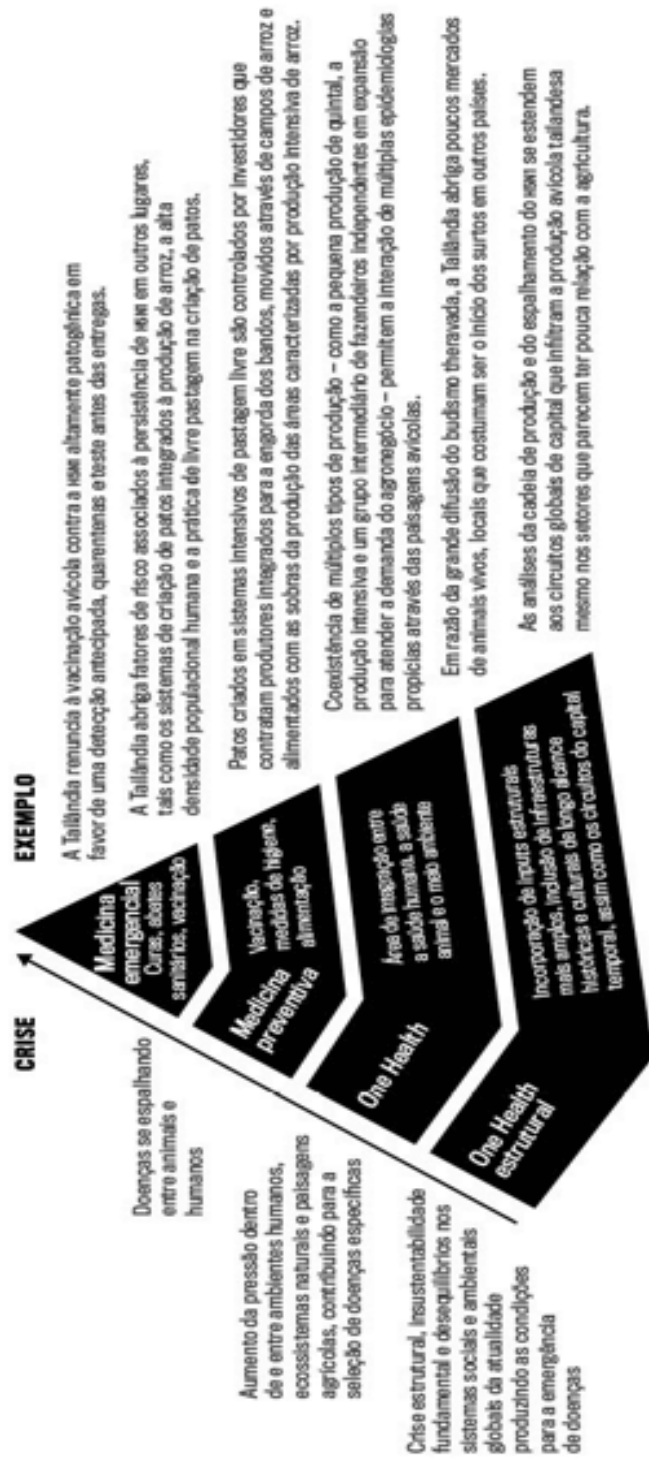 CRISE
Doenças se espalhando
entre animais e
humanos
Aumento da pressão dentro
de e entre ambientes humanos,
ecossistemas naturais e paisagens
agrícolas, contribuindo para a
seleção de doenças específicas
Crise estrutural, insustentabilidade
fundamental e desequilíbrios nos
sistemas sociais e ambientais
globais da atualidade
produzindo as condições
para a emergência
de doenças
Medicina
emergencial
Curas, abates
sanitários, vacinação
Medicina
preventiva
Vacinação,
medidas de higiene,
alimentação
One Health
Área de integração entre
a saúde humana, a saúde
animal e o meio ambiente
One Health
estrutural
Incorporação de inputs estruturais
mais amplos, inclusão de infraestruturas
históricas e culturais de longo alcance
temporal, assim como os circuitos do capital
EXEMPLO
A Tailândia renuncia à vacinação avícola contra a H5N1 altamente patogênica em
favor de uma detecção antecipada, quarentenas e teste antes das entregas.
A Tailândia abriga fatores de risco associados à persistência de H5N1 em outros lugares,
tais como os sistemas de criação de patos integrados à produção de arroz, a alta
densidade populacional humana e a prática de livre pastagem na criação de patos.
Patos criados em sistemas intensivos de pastagem livre são controlados por investidores que
contratam produtores integrados para a engorda dos bandos, movidos através de campos de arroz e
alimentados com as sobras da produção das áreas caracterizadas por produção intensiva de arroz.
Coexistência de múltiplos tipos de produção – como a pequena produção de quintal, a
produção intensiva e um grupo intermediário de fazendeiros independentes em expansão
para atender a demanda do agronegócio – permitem a interação de múltiplas epidemiologias
propícias através das paisagens avícolas.
Em razão da grande difusão do budismo theravada, a Tailândia abriga poucos mercados
de animais vivos, locais que costumam ser o início dos surtos em outros países.
As análises da cadeia de produção e do espalhamento do H5N1 se estendem
aos circuitos globais de capital que infiltram a produção avícola tailandesa
mesmo nos setores que parecem ter pouca relação com a agricultura.